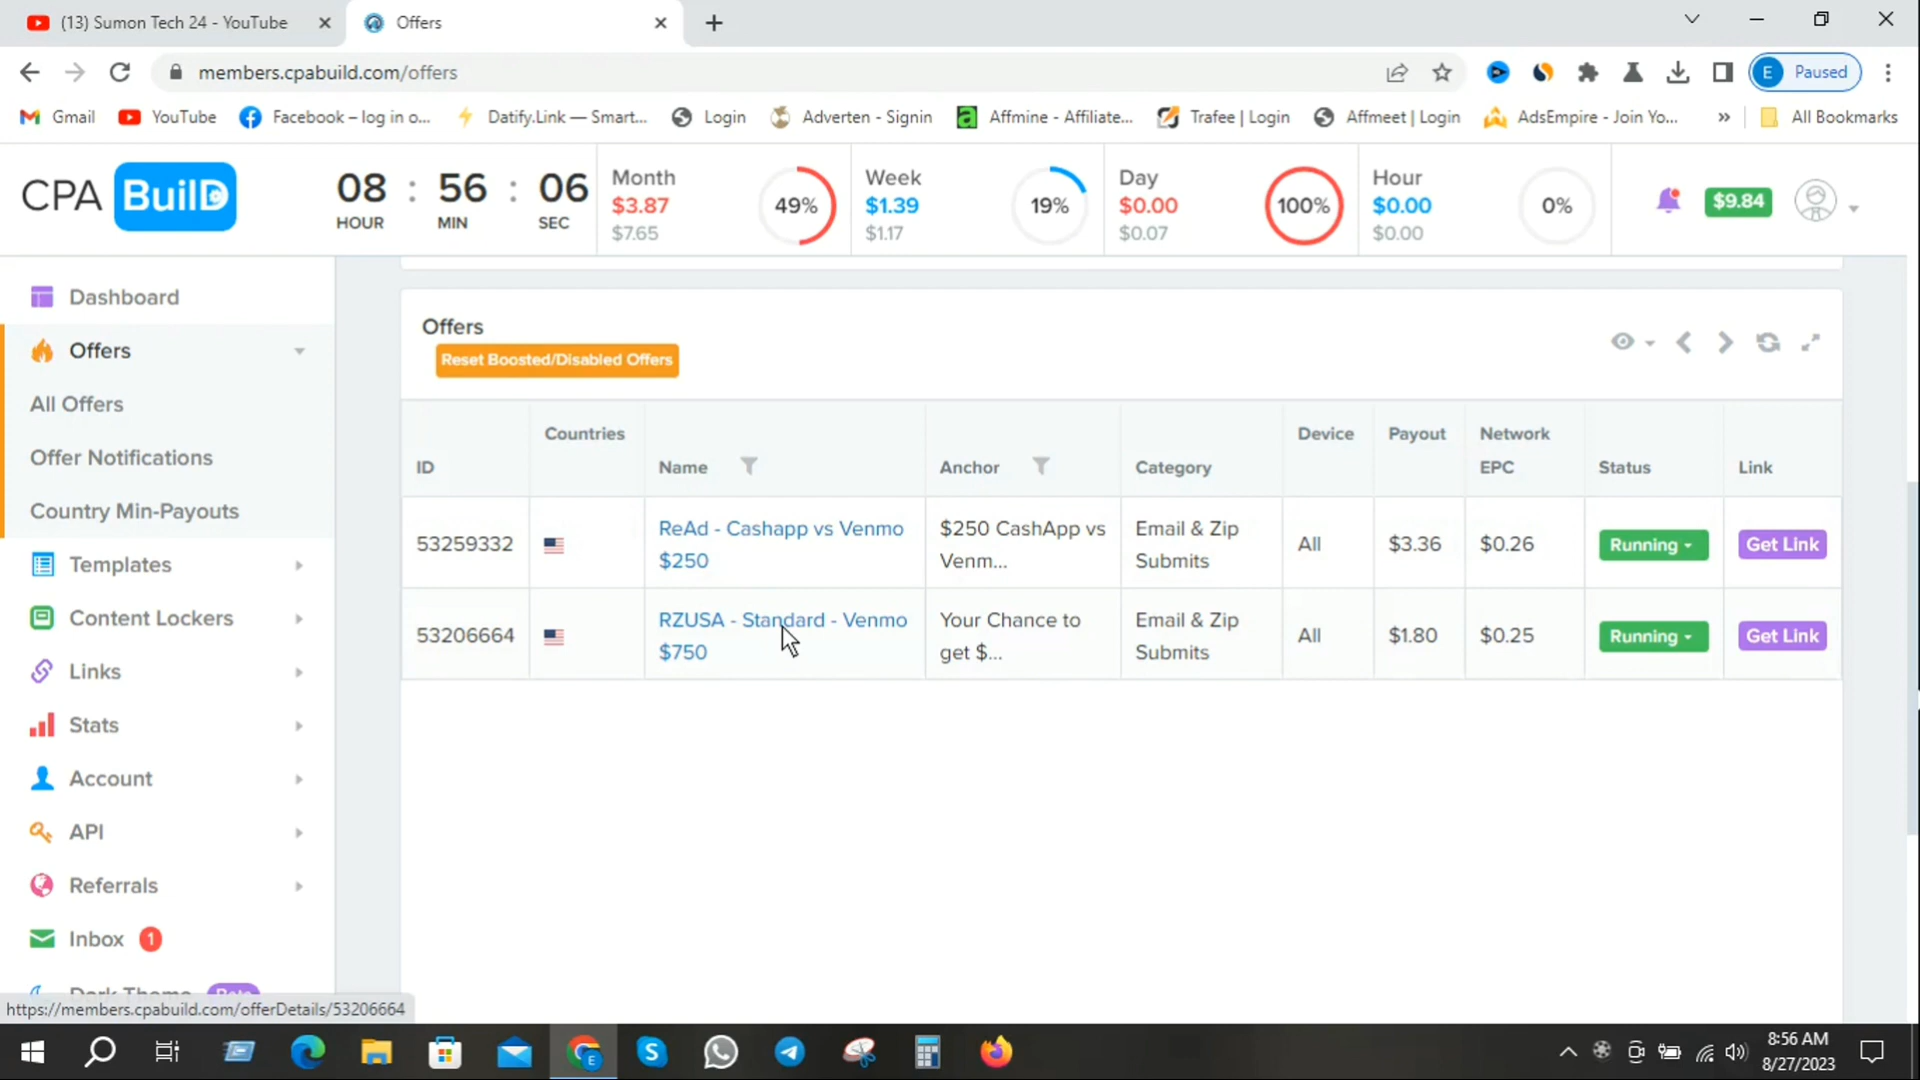 (13) Sumon Tech 24 - YouTube
Offers
members.cpabuild.com/offers
E Paused
Gmail
YouTube
Facebook – log in o...
Datify.Link — Smart...
Login
Adverten - Signin
Affmine - Affiliate...
Trafee | Login
Affmeet | Login
AdsEmpire - Join Yo...
»
All Bookmarks
CPA BuilD
08 : 56 : 06
HOUR MIN SEC
Month
$3.87
$7.65
49%
Week
$1.39
$1.17
19%
Day
$0.00
$0.07
100%
Hour
$0.00
$0.00
0%
$9.84
Dashboard
Offers
All Offers
Offer Notifications
Country Min-Payouts
Templates
Content Lockers
Links
Stats
Account
API
Referrals
Inbox 1
Dark Theme Beta
Offers
Reset Boosted/Disabled Offers
ID
Countries
Name
Anchor
Category
Device
Payout
Network
EPC
Status
Link
53259332
ReAd - Cashapp vs Venmo
$250
$250 CashApp vs
Venm...
Email & Zip
Submits
All
$3.36
$0.26
Running
Get Link
53206664
RZUSA - Standard - Venmo
$750
Your Chance to
get $...
Email & Zip
Submits
All
$1.80
$0.25
Running
Get Link
https://members.cpabuild.com/offerDetails/53206664
8:56 AM
8/27/2023